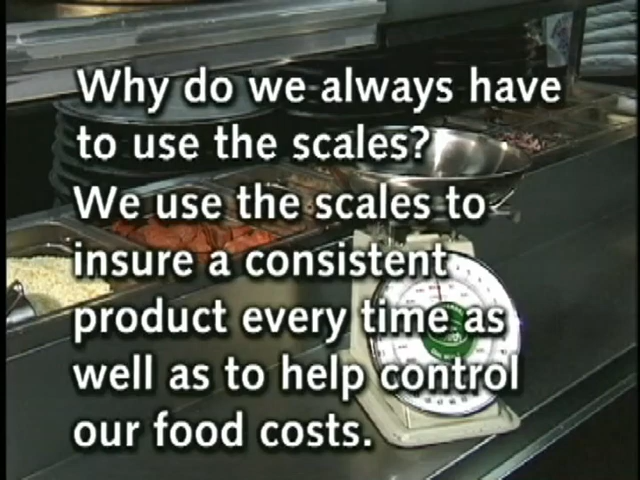 Why do we always have
to use the scales?
We use the scales to
insure a consistent
product every time as
well as to help control
our food costs.